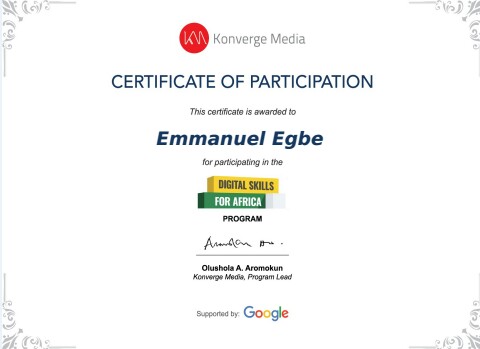 KM Konverge Media
CERTIFICATE OF PARTICIPATION
This certificate is awarded to
Emmanuel Egbe
for participating in the
DIGITAL SKILLS
FOR AFRICA
PROGRAM
Olushola A. Aromokun
Konverge Media, Program Lead
Supported by: Google